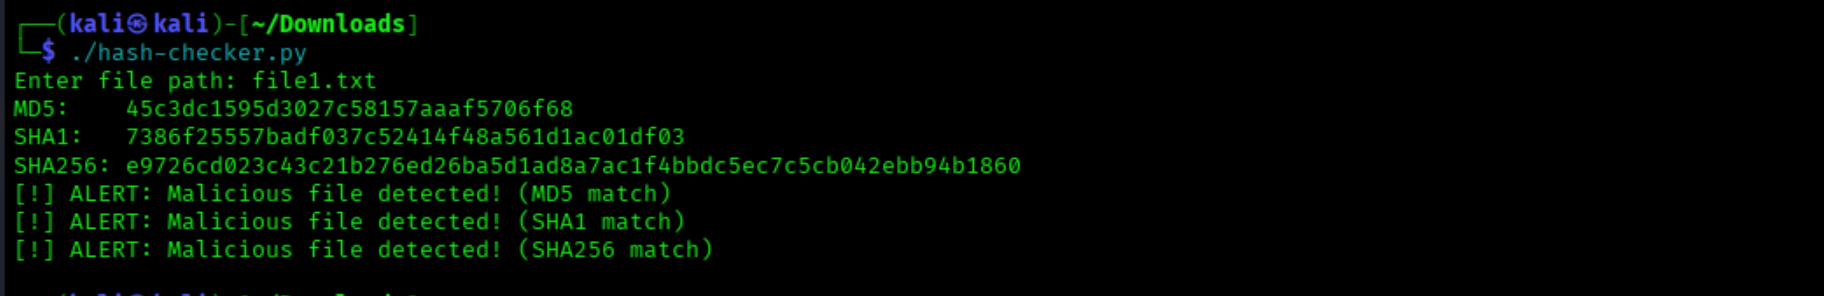 ┌──(kali㉿kali)-[~/Downloads]
└─$ ./hash-checker.py
Enter file path: file1.txt
MD5:    45c3dc1595d3027c58157aaaf5706f68
SHA1:   7386f25557badf037c52414f48a561d1ac01df03
SHA256: e9726cd023c43c21b276ed26ba5d1ad8a7ac1f4bbdc5ec7c5cb042ebb94b1860
[!] ALERT: Malicious file detected! (MD5 match)
[!] ALERT: Malicious file detected! (SHA1 match)
[!] ALERT: Malicious file detected! (SHA256 match)